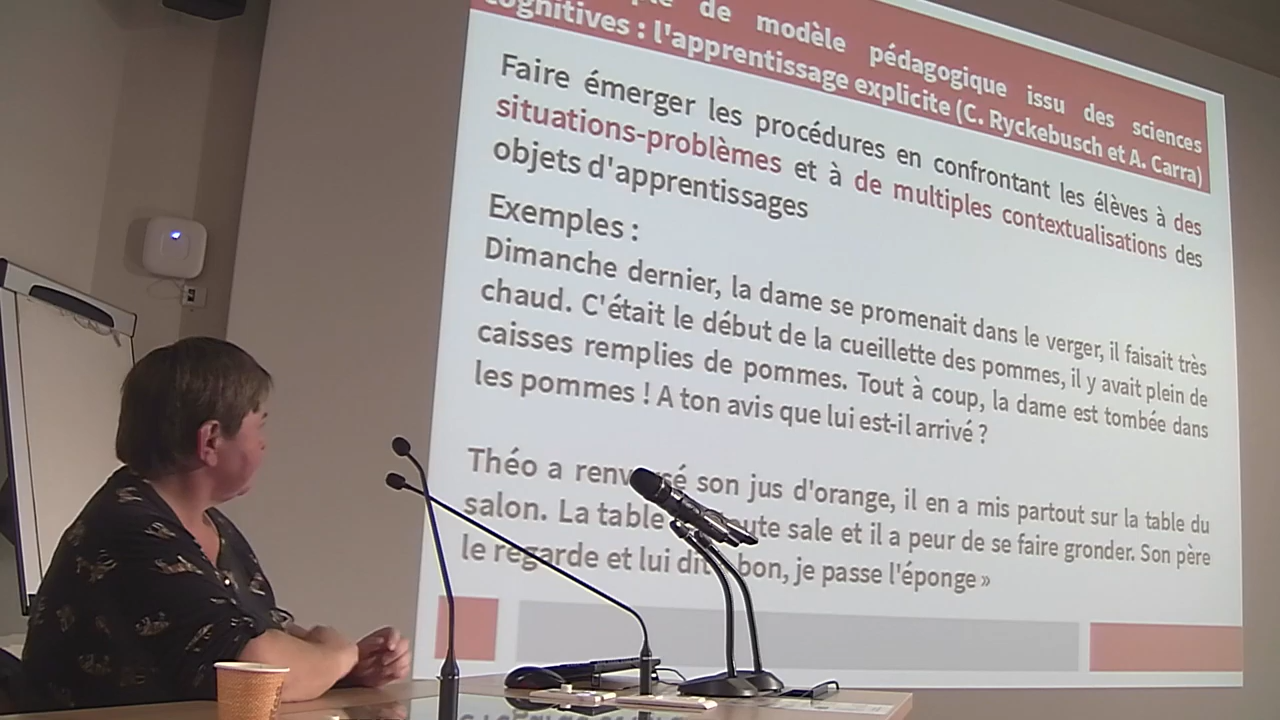 de modèle pédagogique issu des sciences
cognitives : l'apprentissage explicite (C. Ryckebusch et A. Carra)
Faire émerger les procédures en confrontant les élèves à des
situations-problèmes et à de multiples contextualisations des
objets d'apprentissages
Exemples :
Dimanche dernier, la dame se promenait dans le verger, il faisait très
chaud. C'était le début de la cueillette des pommes, il y avait plein de
caisses remplies de pommes. Tout à coup, la dame est tombée dans
les pommes ! A ton avis que lui est-il arrivé ?
Théo a renversé son jus d'orange, il en a mis partout sur la table du
salon. La table sale et il a peur de se faire gronder. Son père
le regarde et lui dit bon, je passe l'éponge »